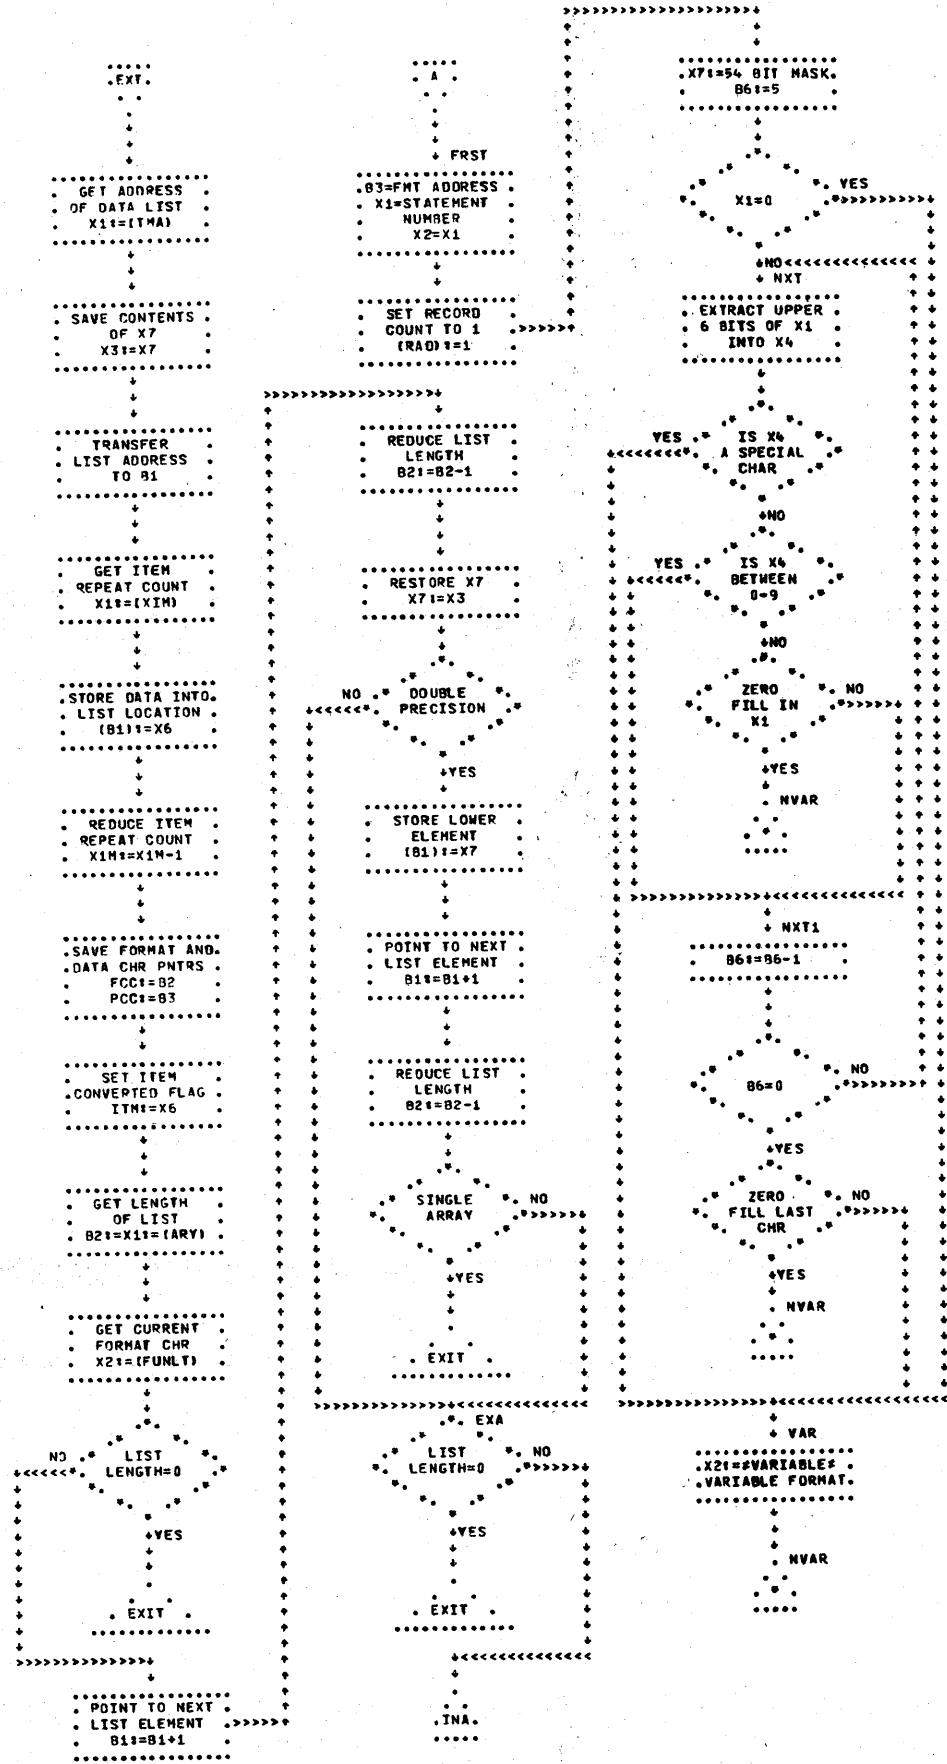 .EXT.
GET ADDRESS
OF DATA LIST
X1:=(TMA)
SAVE CONTENTS
OF X7
X3:=X7
TRANSFER
LIST ADDRESS
TO B1
GET ITEM
REPEAT COUNT
X1:=(XIM)
STORE DATA INTO
LIST LOCATION
(B1):=X6
REDUCE ITEM
REPEAT COUNT
X1M:=X1M-1
SAVE FORMAT AND
DATA CHR PNTRS
FCC:=B2
PCC:=B3
SET ITEM
CONVERTED FLAG
ITM:=X6
GET LENGTH
OF LIST
B2:=X1:=(ARY)
GET CURRENT
FORMAT CHR
X2:=(FUNLT)
NO
LIST
LENGTH=0
YES
EXIT
POINT TO NEXT
LIST ELEMENT
B1:=B1+1
A
FRST
B3=FMT ADDRESS
X1=STATEMENT
NUMBER
X2=X1
SET RECORD
COUNT TO 1
(RAO):=1
REDUCE LIST
LENGTH
B2:=B2-1
RESTORE X7
X7:=X3
NO
DOUBLE
PRECISION
YES
STORE LOWER
ELEMENT
(B1):=X7
POINT TO NEXT
LIST ELEMENT
B1:=B1+1
REDUCE LIST
LENGTH
B2:=B2-1
SINGLE
ARRAY
NO
YES
EXIT
EXA
LIST
LENGTH=0
NO
YES
EXIT
.INA.
X7:=54 BIT MASK
B6:=5
X1=0
YES
NO
NXT
EXTRACT UPPER
6 BITS OF X1
INTO X4
YES
IS X4
A SPECIAL
CHAR
NO
YES
IS X4
BETWEEN
0-9
NO
ZERO
FILL IN
X1
NO
YES
NVAR
NXT1
B6:=B6-1
B6=0
NO
YES
ZERO
FILL LAST
CHR
NO
YES
NVAR
VAR
X2:=≠VARIABLE≠
VARIABLE FORMAT
NVAR